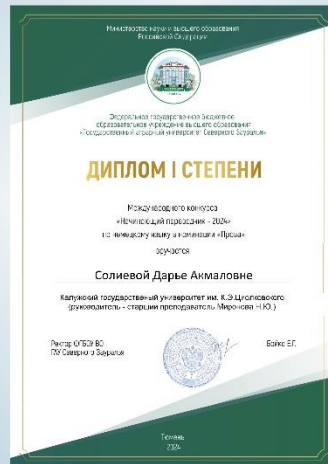 Министерство науки и высшего образования
Российской Федерации
Федеральное государственное бюджетное
образовательное учреждение высшего образования
«Государственный аграрный университет Северного Зауралья»
ДИПЛОМ I СТЕПЕНИ
Международного конкурса
«Начинающий переводчик - 2024»
по немецкому языку в номинации «Проза»
вручается
Солиевой Дарье Акмаловне
Калужский государственный университет им. К.Э.Циолковского
(руководитель - старший преподаватель Миронова Н.Ю.)
Ректор ФГБОУ ВО
ГАУ Северного Зауралья
Бойко Е.Г.
Тюмень
2024